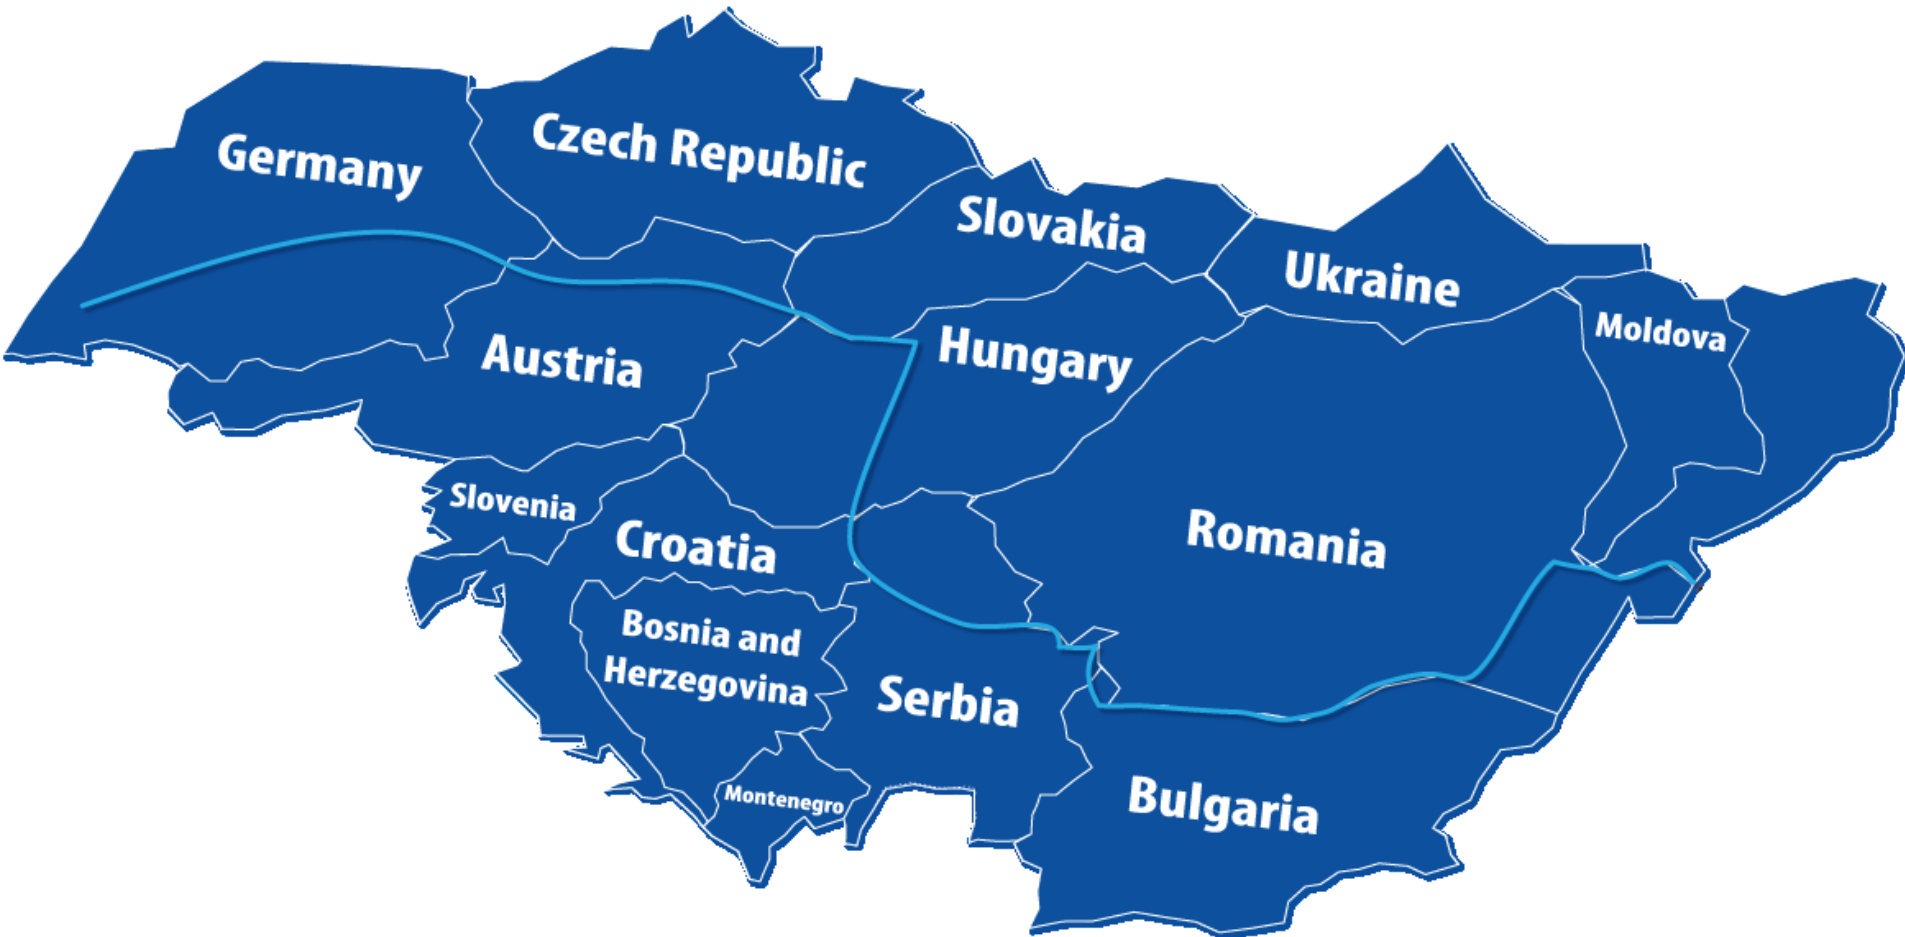 Germany
Czech Republic
Slovakia
Ukraine
Moldova
Austria
Hungary
Slovenia
Croatia
Romania
Bosnia and
Herzegovina
Serbia
Montenegro
Bulgaria